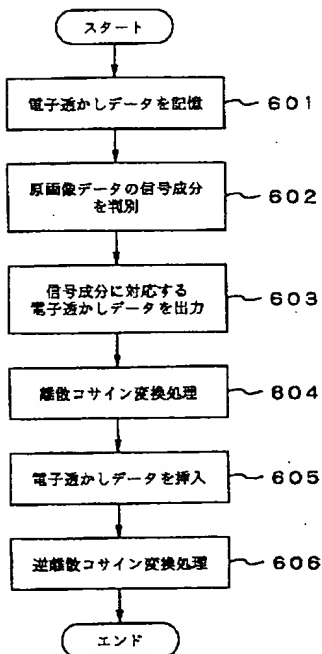 スタート
電子透かしデータを記憶
601
原画像データの信号成分
を判別
602
信号成分に対応する
電子透かしデータを出力
603
離散コサイン変換処理
604
電子透かしデータを挿入
605
逆離散コサイン変換処理
606
エンド